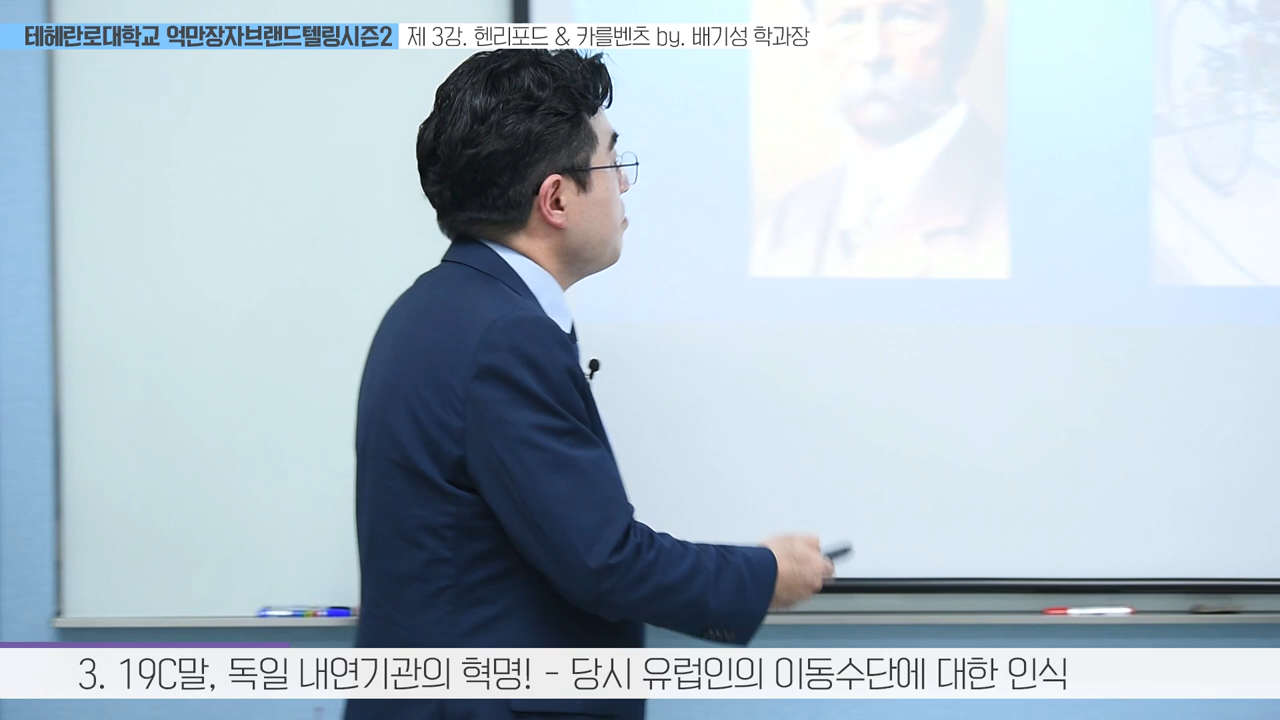 테헤란로대학교 억만장자브랜드텔링시즌2 제 3강. 헨리포드 & 카를벤츠 by. 배기성 학과장
3. 19C말, 독일 내연기관의 혁명! - 당시 유럽인의 이동수단에 대한 인식